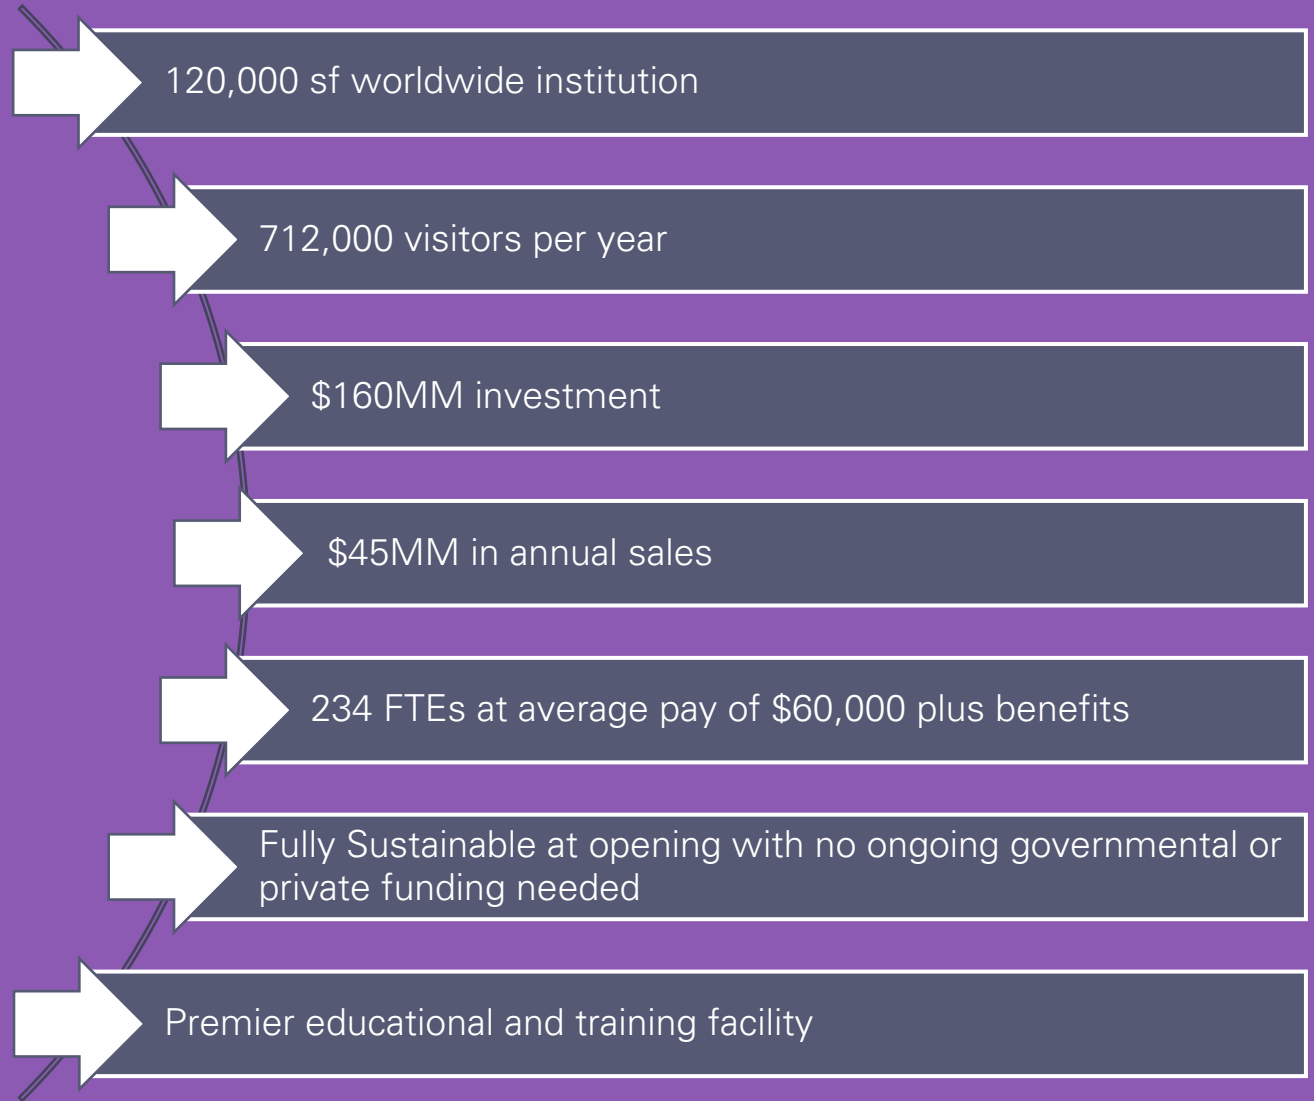 120,000 sf worldwide institution
712,000 visitors per year
$160MM investment
$45MM in annual sales
234 FTEs at average pay of $60,000 plus benefits
Fully Sustainable at opening with no ongoing governmental or
private funding needed
Premier educational and training facility